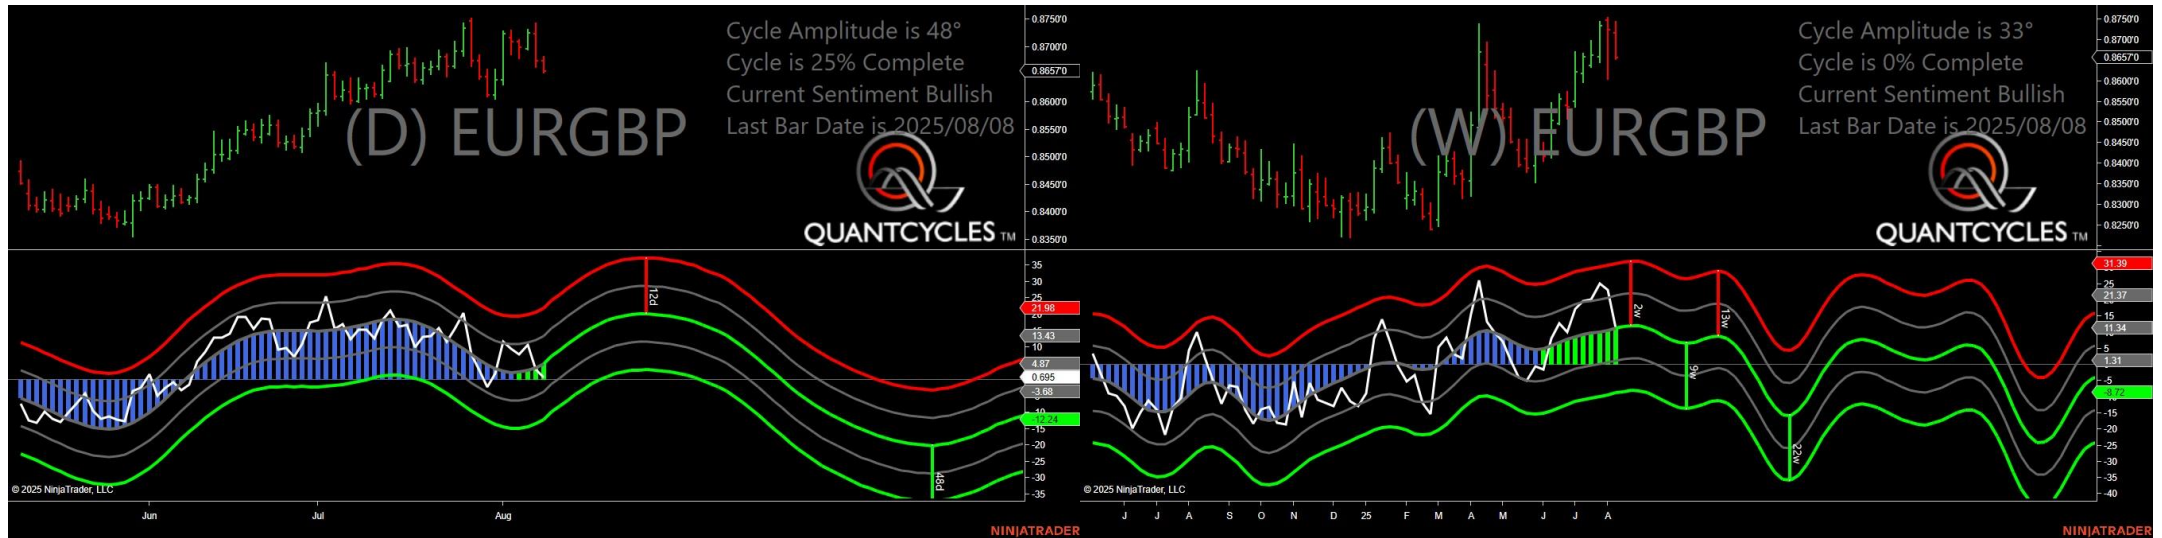 Cycle Amplitude is 48°
Cycle is 25% Complete
Current Sentiment Bullish
Last Bar Date is 2025/08/08
(D) EURGBP
QUANTCYCLES TM
0.8750'0
0.8700'0
0.8657'0
0.8600'0
0.8550'0
0.8500'0
0.8450'0
0.8400'0
0.8350'0
35
30
25
21.98
13.43
10
4.87
0.695
-3.68
-12.24
-15
-20
-25
-30
-35
12d
48d
© 2025 NinjaTrader, LLC
Jun
Jul
Aug
NINJATRADER
Cycle Amplitude is 33°
Cycle is 0% Complete
Current Sentiment Bullish
Last Bar Date is 2025/08/08
(W) EURGBP
QUANTCYCLES TM
0.8750'0
0.8700'0
0.8657'0
0.8600'0
0.8550'0
0.8500'0
0.8450'0
0.8400'0
0.8350'0
0.8300'0
0.8250'0
31.39
25
21.37
15
11.34
5
1.31
-5
-8.72
-15
-20
-25
-30
-35
-40
2w
13w
9w
22w
© 2025 NinjaTrader, LLC
J
J
A
S
O
N
D
25
F
M
A
M
J
J
A
NINJATRADER